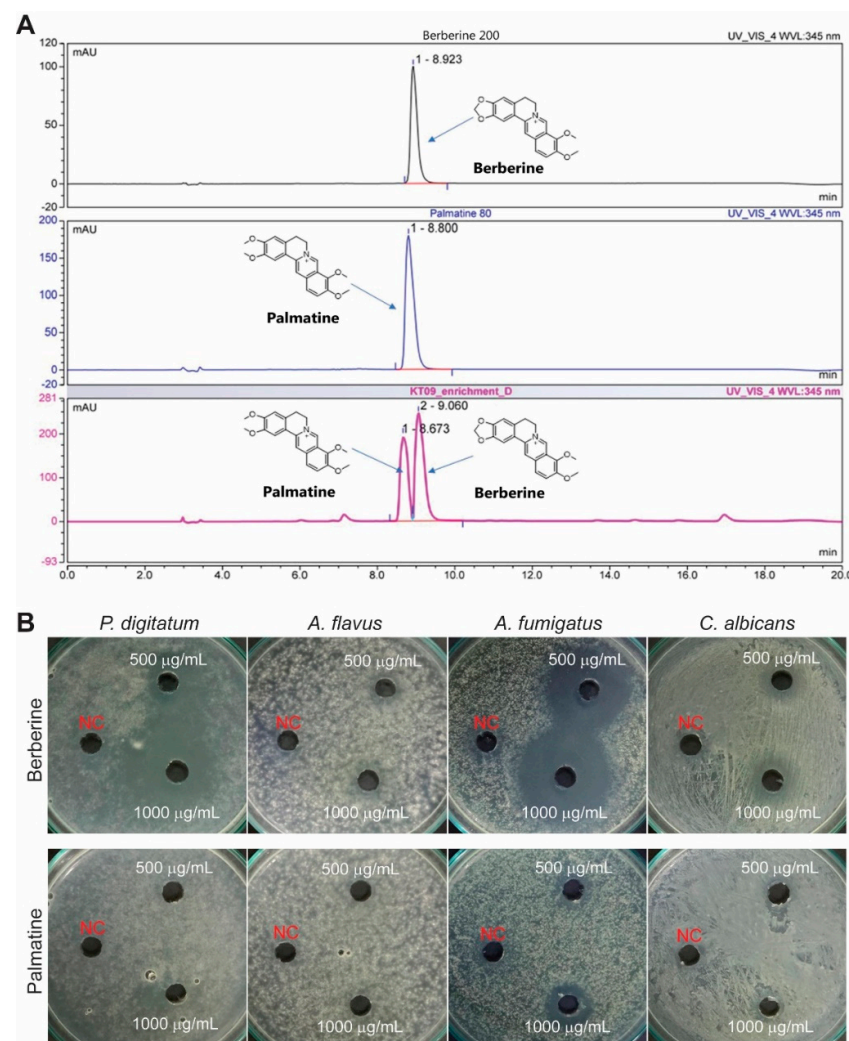 A
Berberine 200
UV_VIS_4 WVL:345 nm
120
mAU
100
50
0
-20
1 - 8.923
N
+
O
O
O
O
Berberine
min
Palmatine 80
UV_VIS_4 WVL:345 nm
200
mAU
150
100
50
0
-20
1 - 8.800
N
+
O
O
O
O
Palmatine
min
KT09_enrichment_D
UV_VIS_4 WVL:345 nm
281
mAU
200
100
0
-93
2 - 9.060
1 - 8.673
N
+
O
O
O
O
Palmatine
N
+
O
O
O
O
Berberine
min
0.0 2.0 4.0 6.0 8.0 10.0 12.0 14.0 16.0 18.0 20.0
B
P. digitatum A. flavus A. fumigatus C. albicans
Berberine
500 µg/mL 500 µg/mL 500 µg/mL 500 µg/mL
NC NC NC NC
1000 µg/mL 1000 µg/mL 1000 µg/mL 1000 µg/mL
Palmatine
500 µg/mL 500 µg/mL 500 µg/mL 500 µg/mL
NC NC NC NC
1000 µg/mL 1000 µg/mL 1000 µg/mL 1000 µg/mL